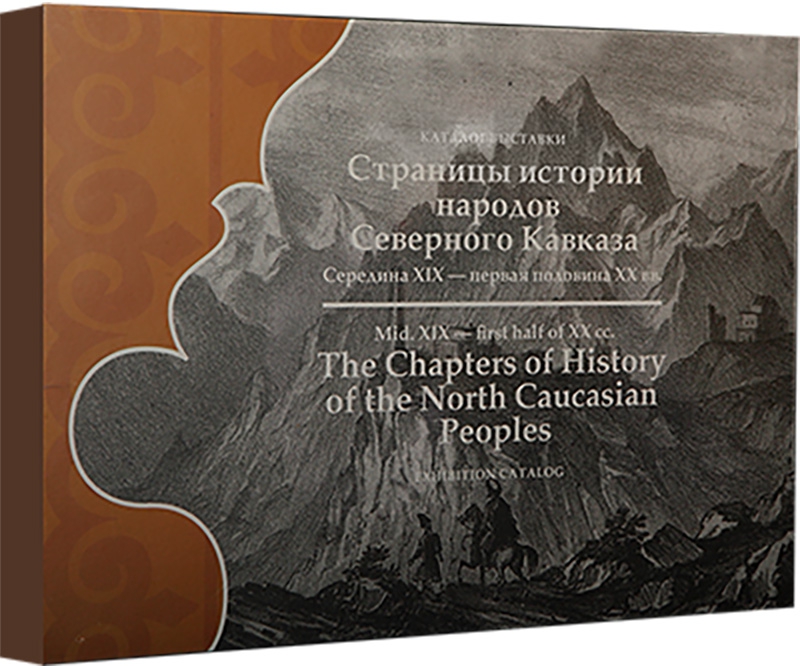 КАТАЛОГ ВЫСТАВКИ
Страницы истории
народов
Северного Кавказа
Середина XIX — первая половина XX вв.
Mid. XIX — first half of XX cc.
The Chapters of History
of the North Caucasian
Peoples
EXHIBITION CATALOG